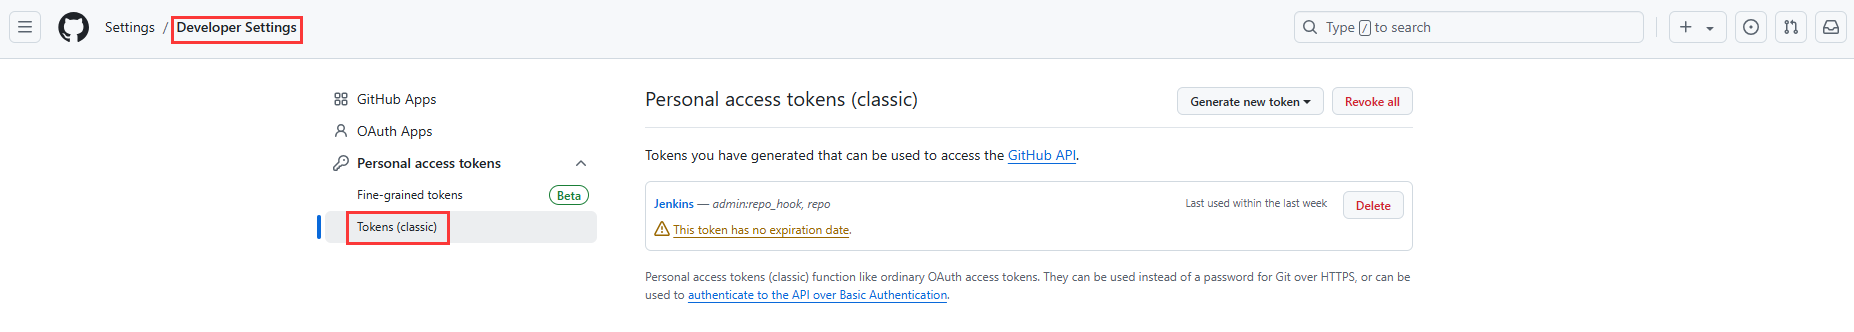 Settings / Developer Settings
Type / to search
GitHub Apps
OAuth Apps
Personal access tokens
Fine-grained tokens Beta
Tokens (classic)
Personal access tokens (classic)
Generate new token
Revoke all
Tokens you have generated that can be used to access the GitHub API.
Jenkins — admin:repo_hook, repo
Last used within the last week
Delete
This token has no expiration date.
Personal access tokens (classic) function like ordinary OAuth access tokens. They can be used instead of a password for Git over HTTPS, or can be
used to authenticate to the API over Basic Authentication.